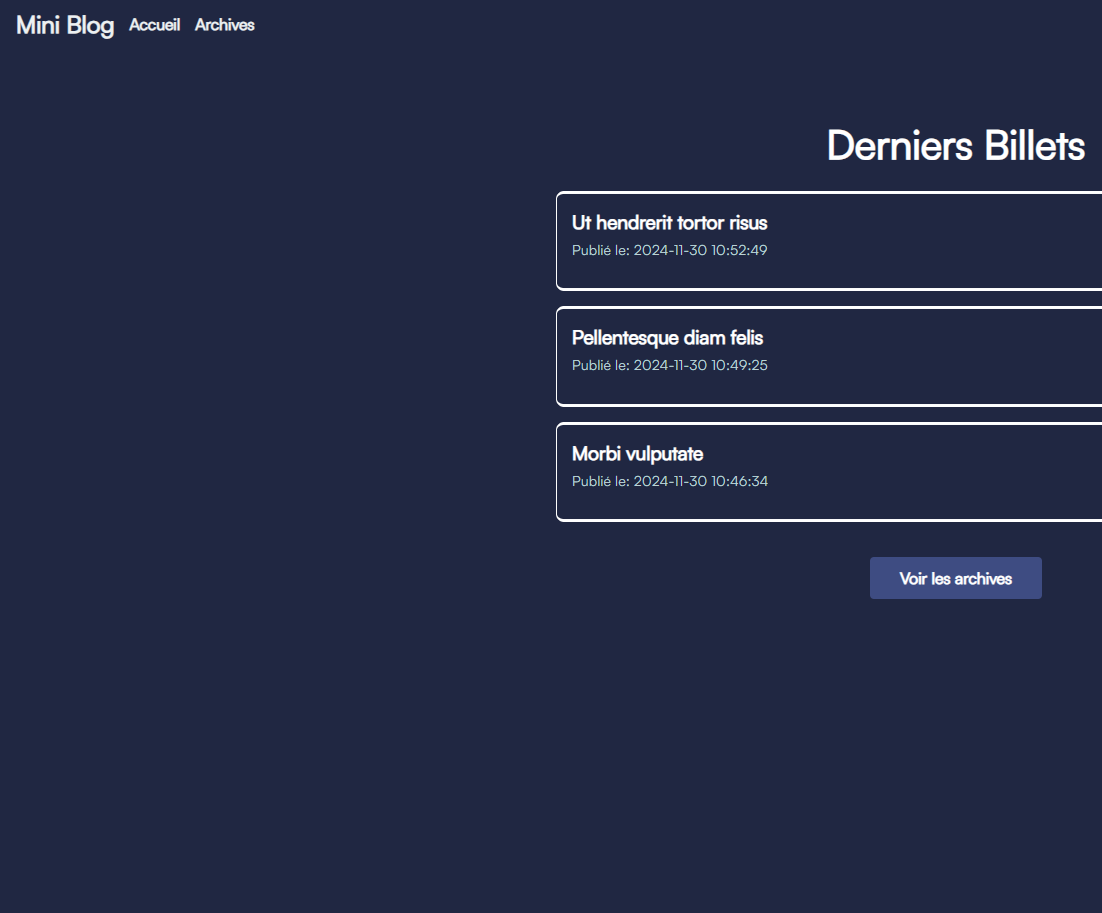 Mini Blog Accueil Archives
Derniers Billets
Ut hendrerit tortor risus
Publié le: 2024-11-30 10:52:49
Pellentesque diam felis
Publié le: 2024-11-30 10:49:25
Morbi vulputate
Publié le: 2024-11-30 10:46:34
Voir les archives